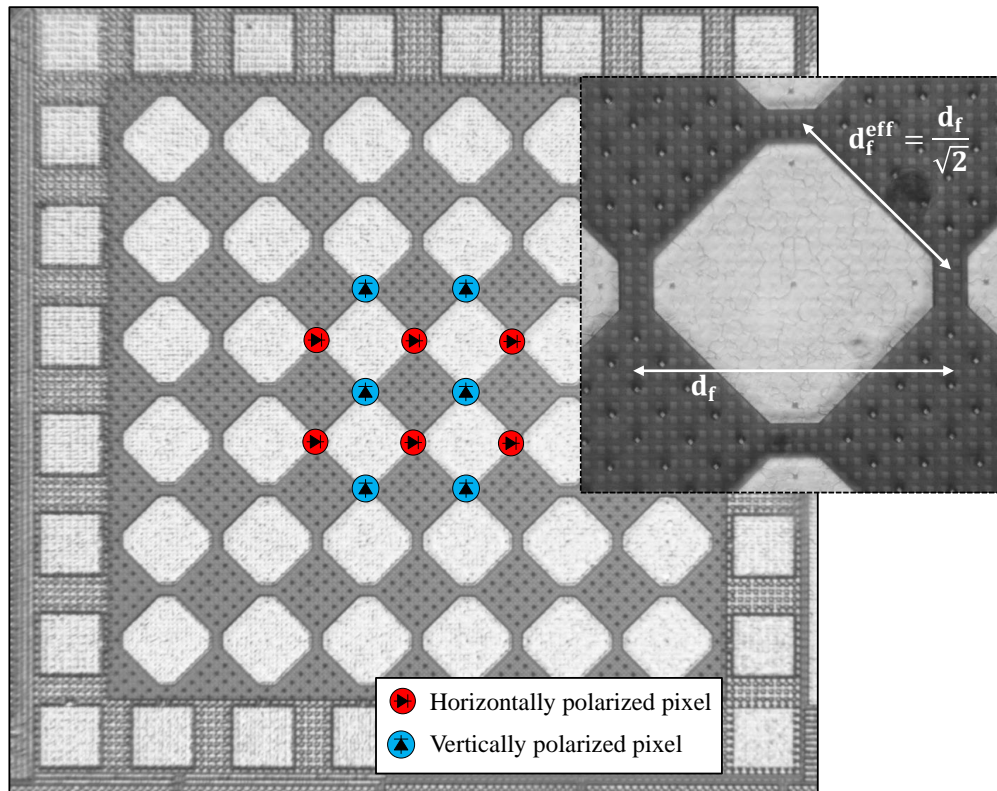 d_f^eff = d_f/√2
d_f
Horizontally polarized pixel
Vertically polarized pixel